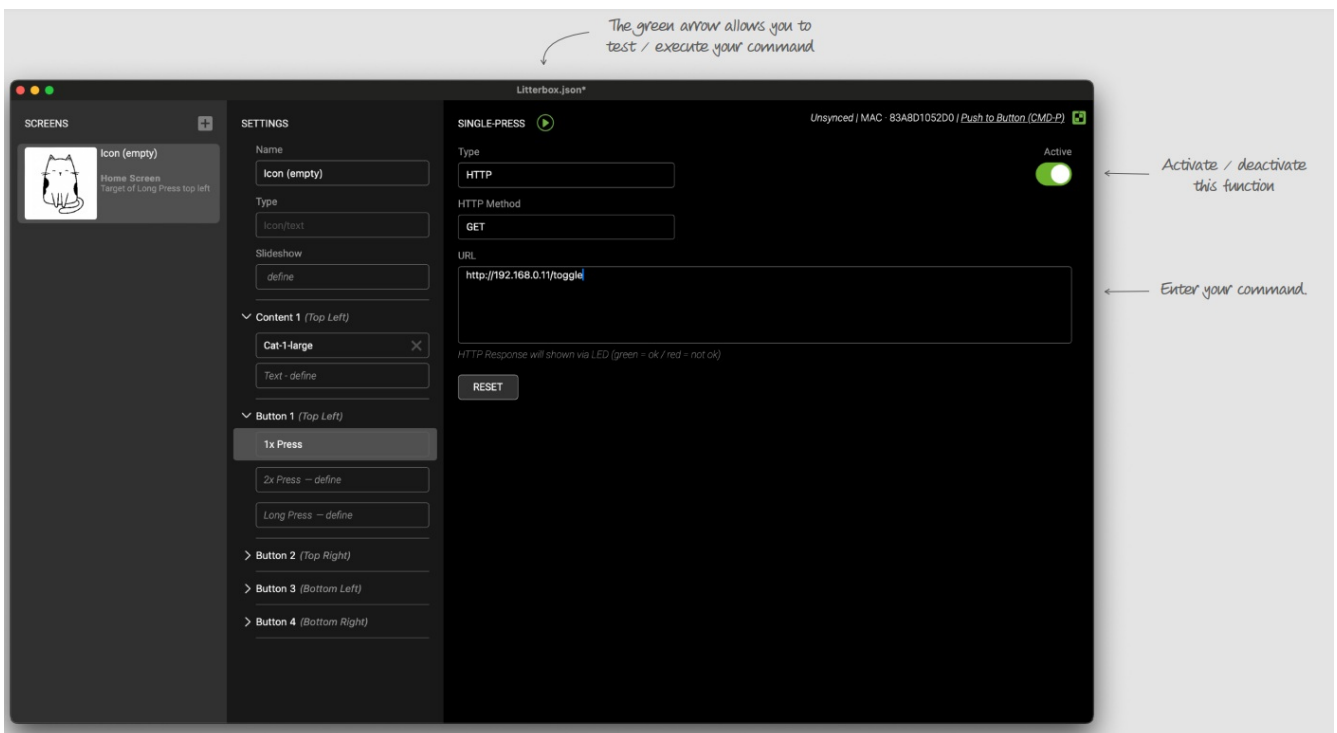 The green arrow allows you to
test / execute your command
Litterbox.json*
SCREENS
Icon (empty)
Home Screen
Target of Long Press top left
SETTINGS
Name
Icon (empty)
Type
Icon/text
Slideshow
define
Content 1 (Top Left)
Cat-1-large
Text - define
Button 1 (Top Left)
1x Press
2x Press — define
Long Press — define
Button 2 (Top Right)
Button 3 (Bottom Left)
Button 4 (Bottom Right)
SINGLE-PRESS
Unsynced | MAC - 83A8D1052D0 | Push to Button (CMD-P)
Type
Active
HTTP
HTTP Method
GET
URL
http://192.168.0.11/toggle
HTTP Response will shown via LED (green = ok / red = not ok)
RESET
Activate / deactivate
this function
Enter your command.